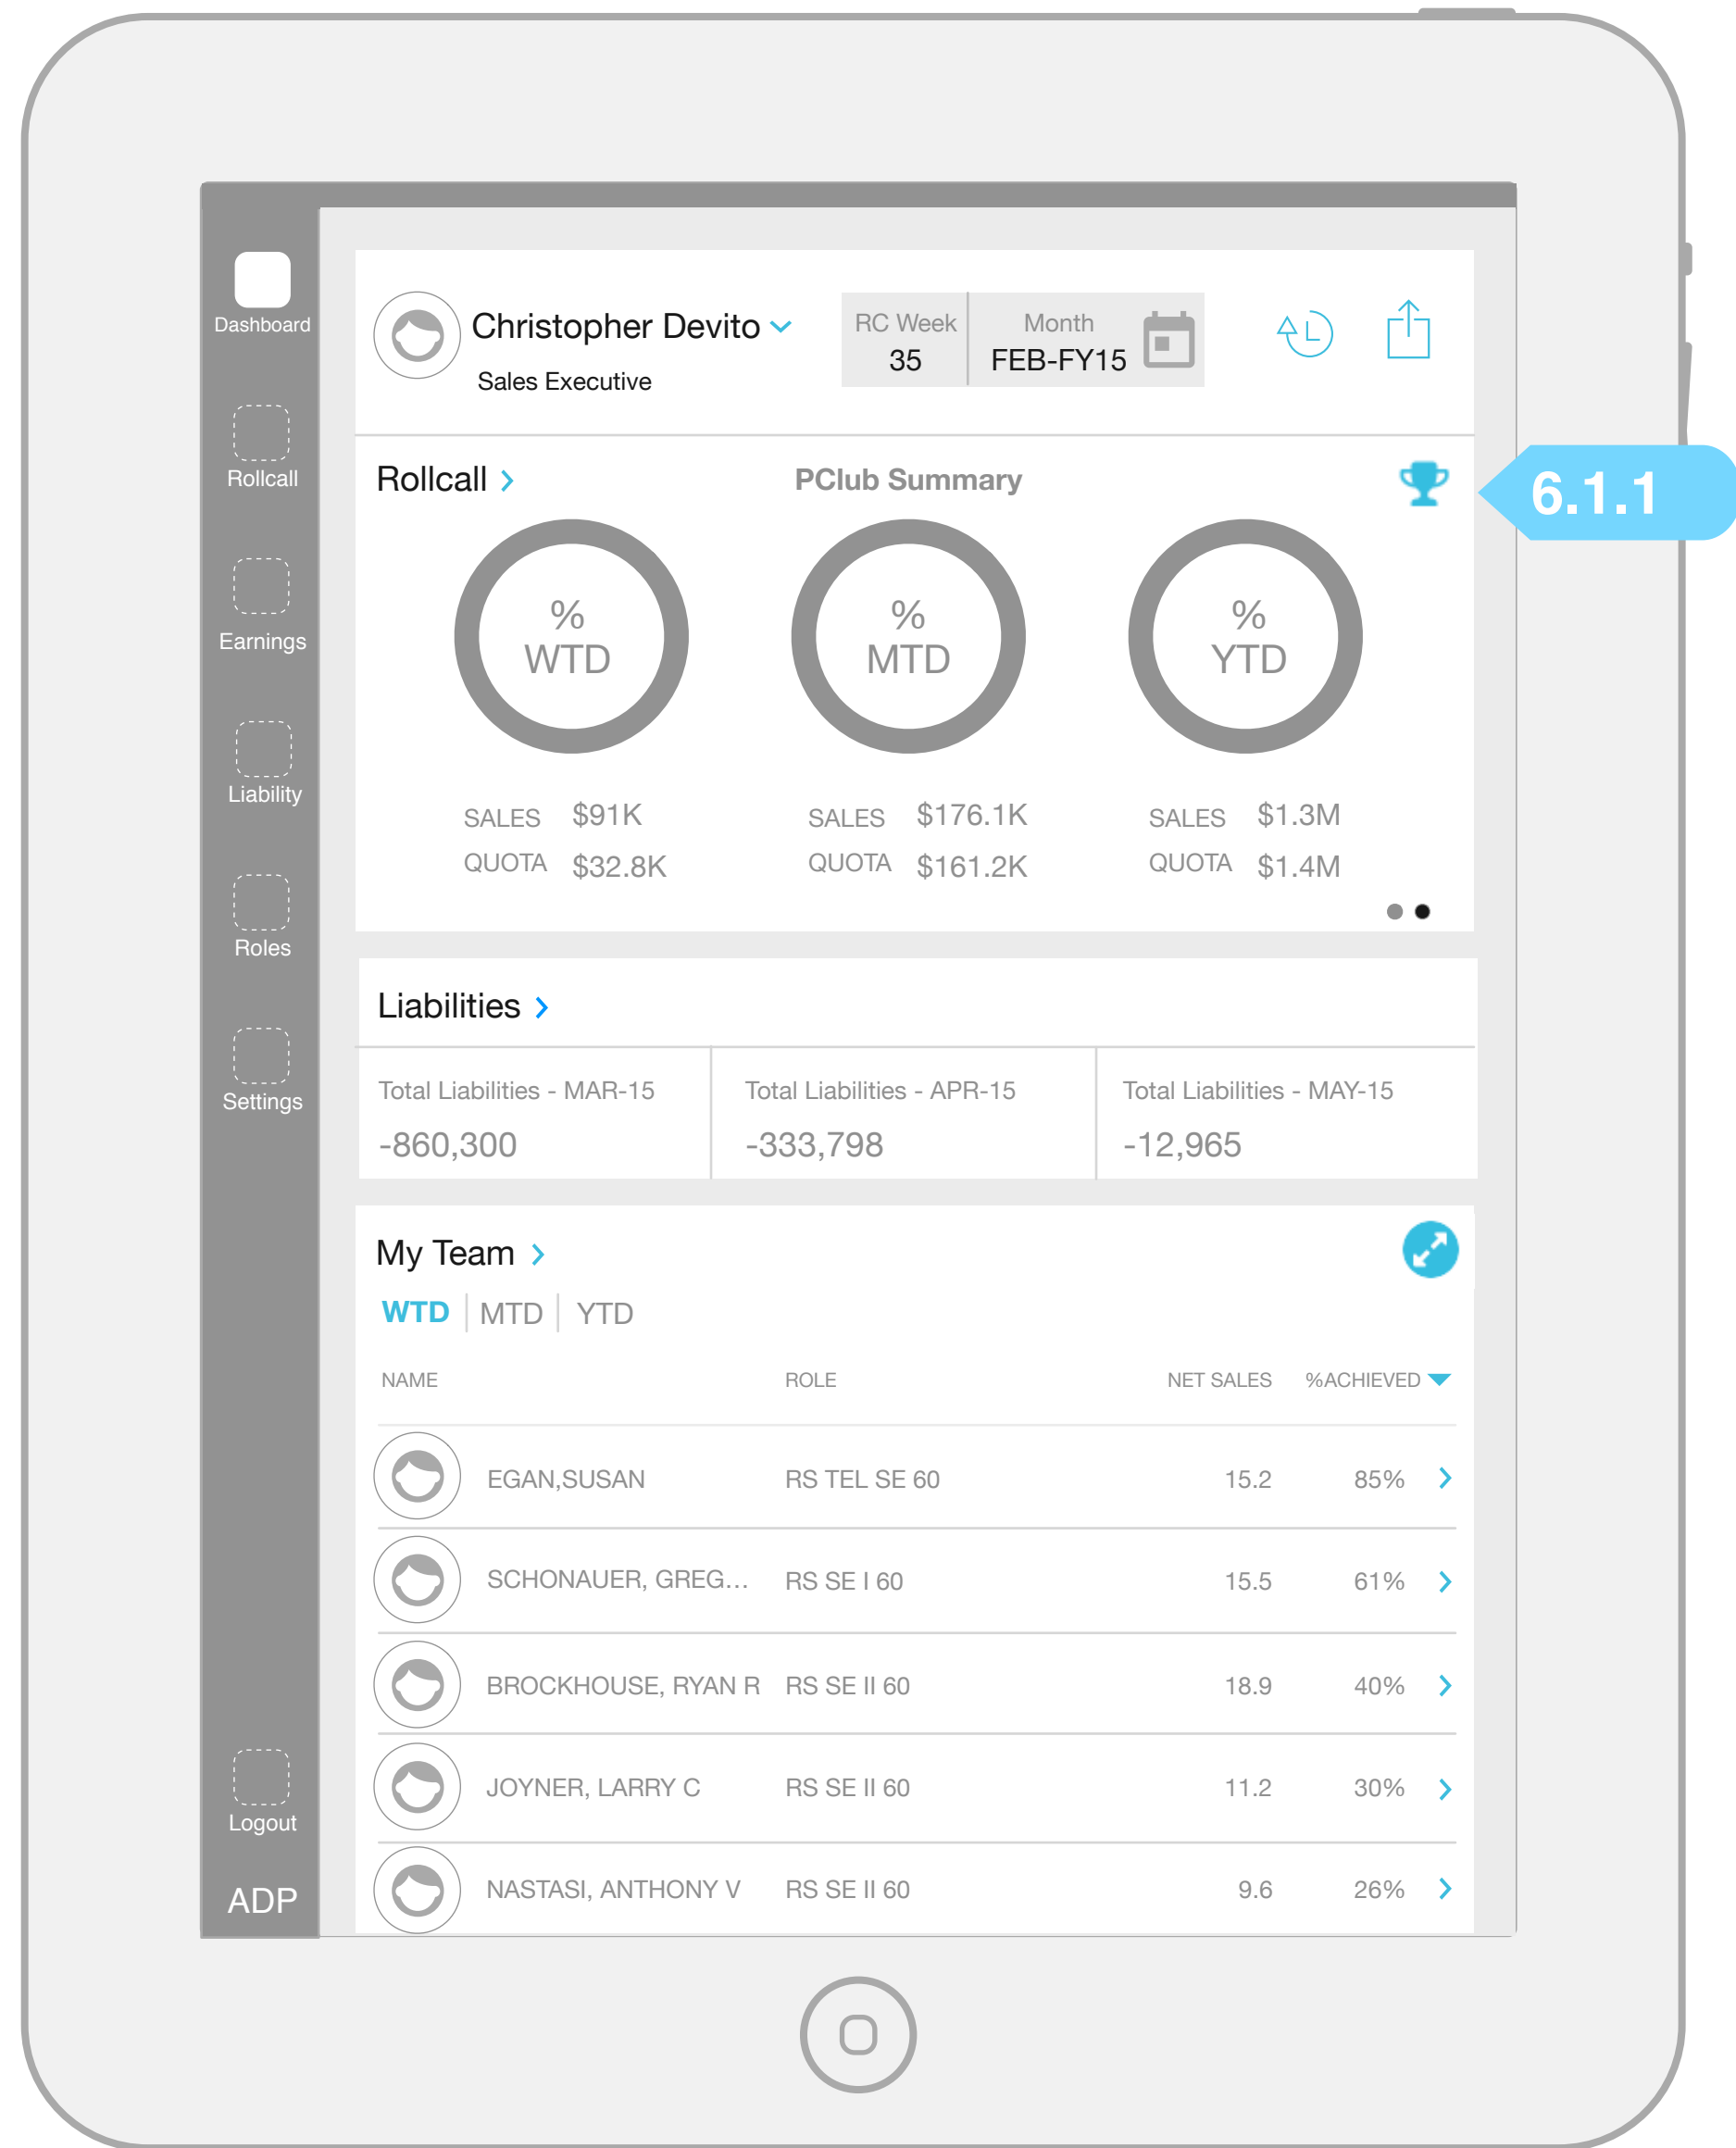 Dashboard
Rollcall
Earnings
Liability
Roles
Settings
Logout
ADP
Christopher Devito
Sales Executive
RC Week
35
Month
FEB-FY15
Rollcall
PClub Summary
6.1.1
%
WTD
%
MTD
%
YTD
SALES $91K
QUOTA $32.8K
SALES $176.1K
QUOTA $161.2K
SALES $1.3M
QUOTA $1.4M
Liabilities
Total Liabilities - MAR-15
-860,300
Total Liabilities - APR-15
-333,798
Total Liabilities - MAY-15
-12,965
My Team
WTD MTD YTD
NAME ROLE NET SALES %ACHIEVED
EGAN,SUSAN RS TEL SE 60 15.2 85%
SCHONAUER, GREG... RS SE I 60 15.5 61%
BROCKHOUSE, RYAN R RS SE II 60 18.9 40%
JOYNER, LARRY C RS SE II 60 11.2 30%
NASTASI, ANTHONY V RS SE II 60 9.6 26%